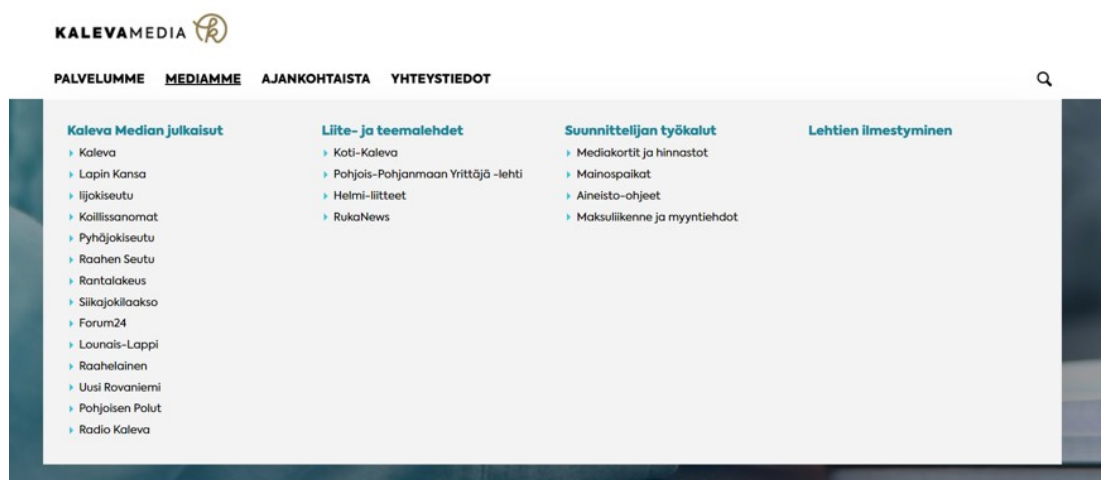 KALEVAMEDIA
PALVELUMME MEDIAMME AJANKOHTAISTA YHTEYSTIEDOT
Kaleva Median julkaisut
Kaleva
Lapin Kansa
Iijokiseutu
Koillissanomat
Pyhäjokiseutu
Raahen Seutu
Rantalakeus
Siikajokilaakso
Forum24
Lounais-Lappi
Raahelainen
Uusi Rovaniemi
Pohjoisen Polut
Radio Kaleva
Liite- ja teemalehdet
Koti-Kaleva
Pohjois-Pohjanmaan Yrittäjä -lehti
Helmi-liitteet
RukaNews
Suunnittelijan työkalut
Mediakortit ja hinnastot
Mainospaikat
Aineisto-ohjeet
Maksuliikenne ja myyntiehdot
Lehtien ilmestyminen